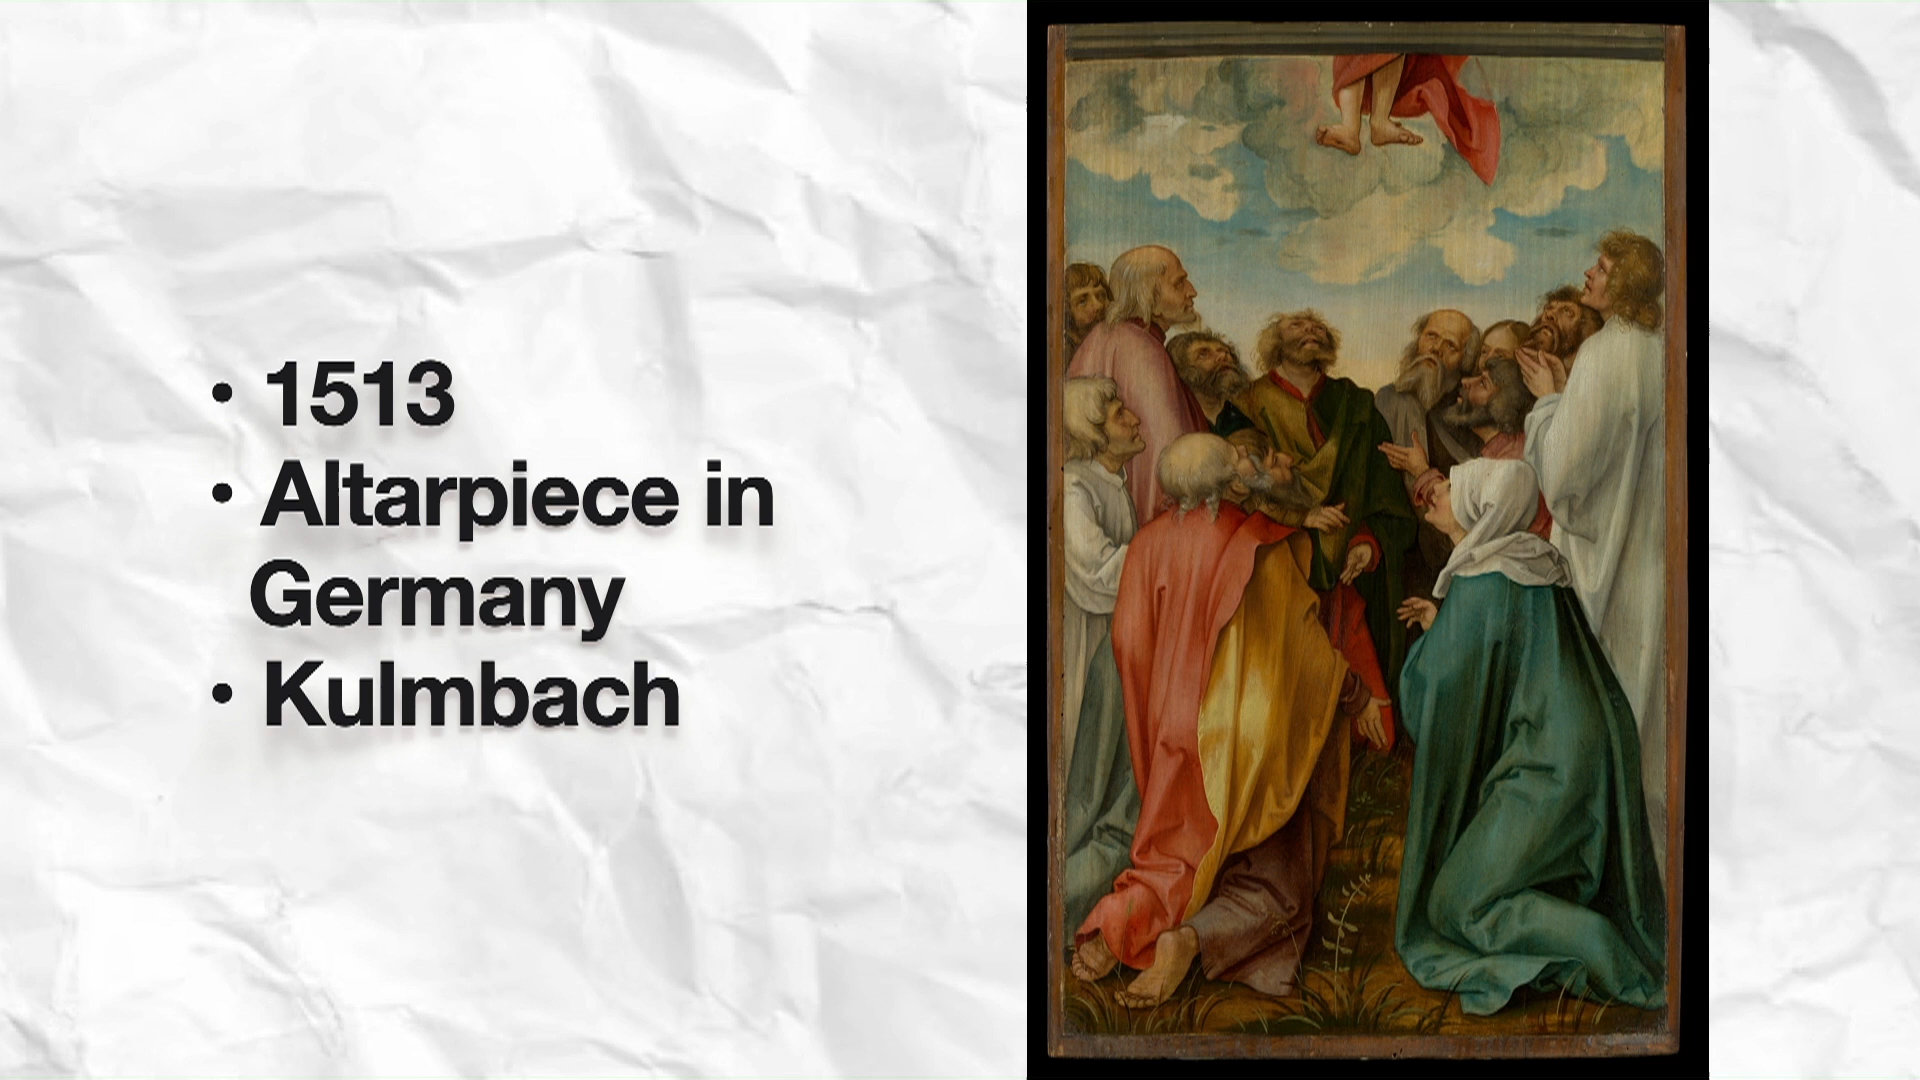 • 1513
• Altarpiece in
Germany
• Kulmbach